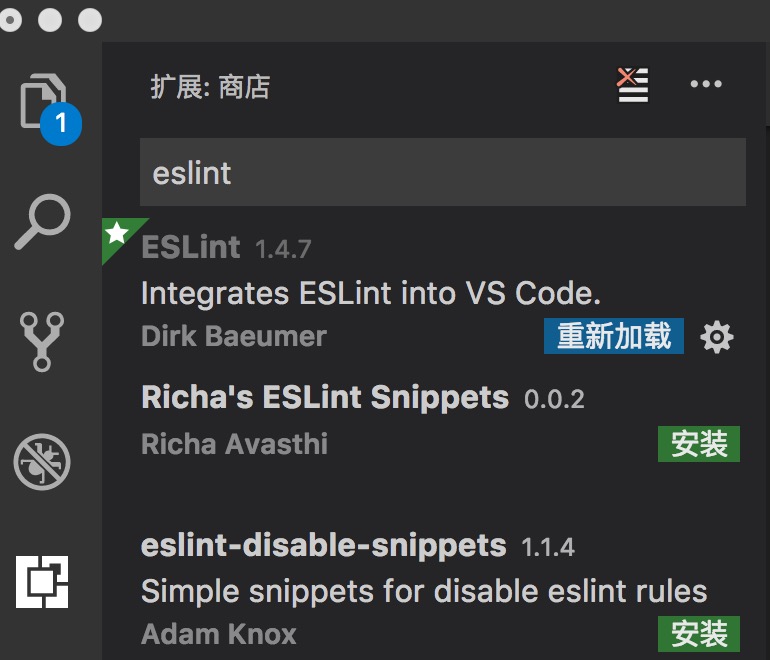 扩展: 商店
1
eslint
ESLint 1.4.7
Integrates ESLint into VS Code.
Dirk Baeumer 重新加载
Richa's ESLint Snippets 0.0.2
Richa Avasthi 安装
eslint-disable-snippets 1.1.4
Simple snippets for disable eslint rules
Adam Knox 安装